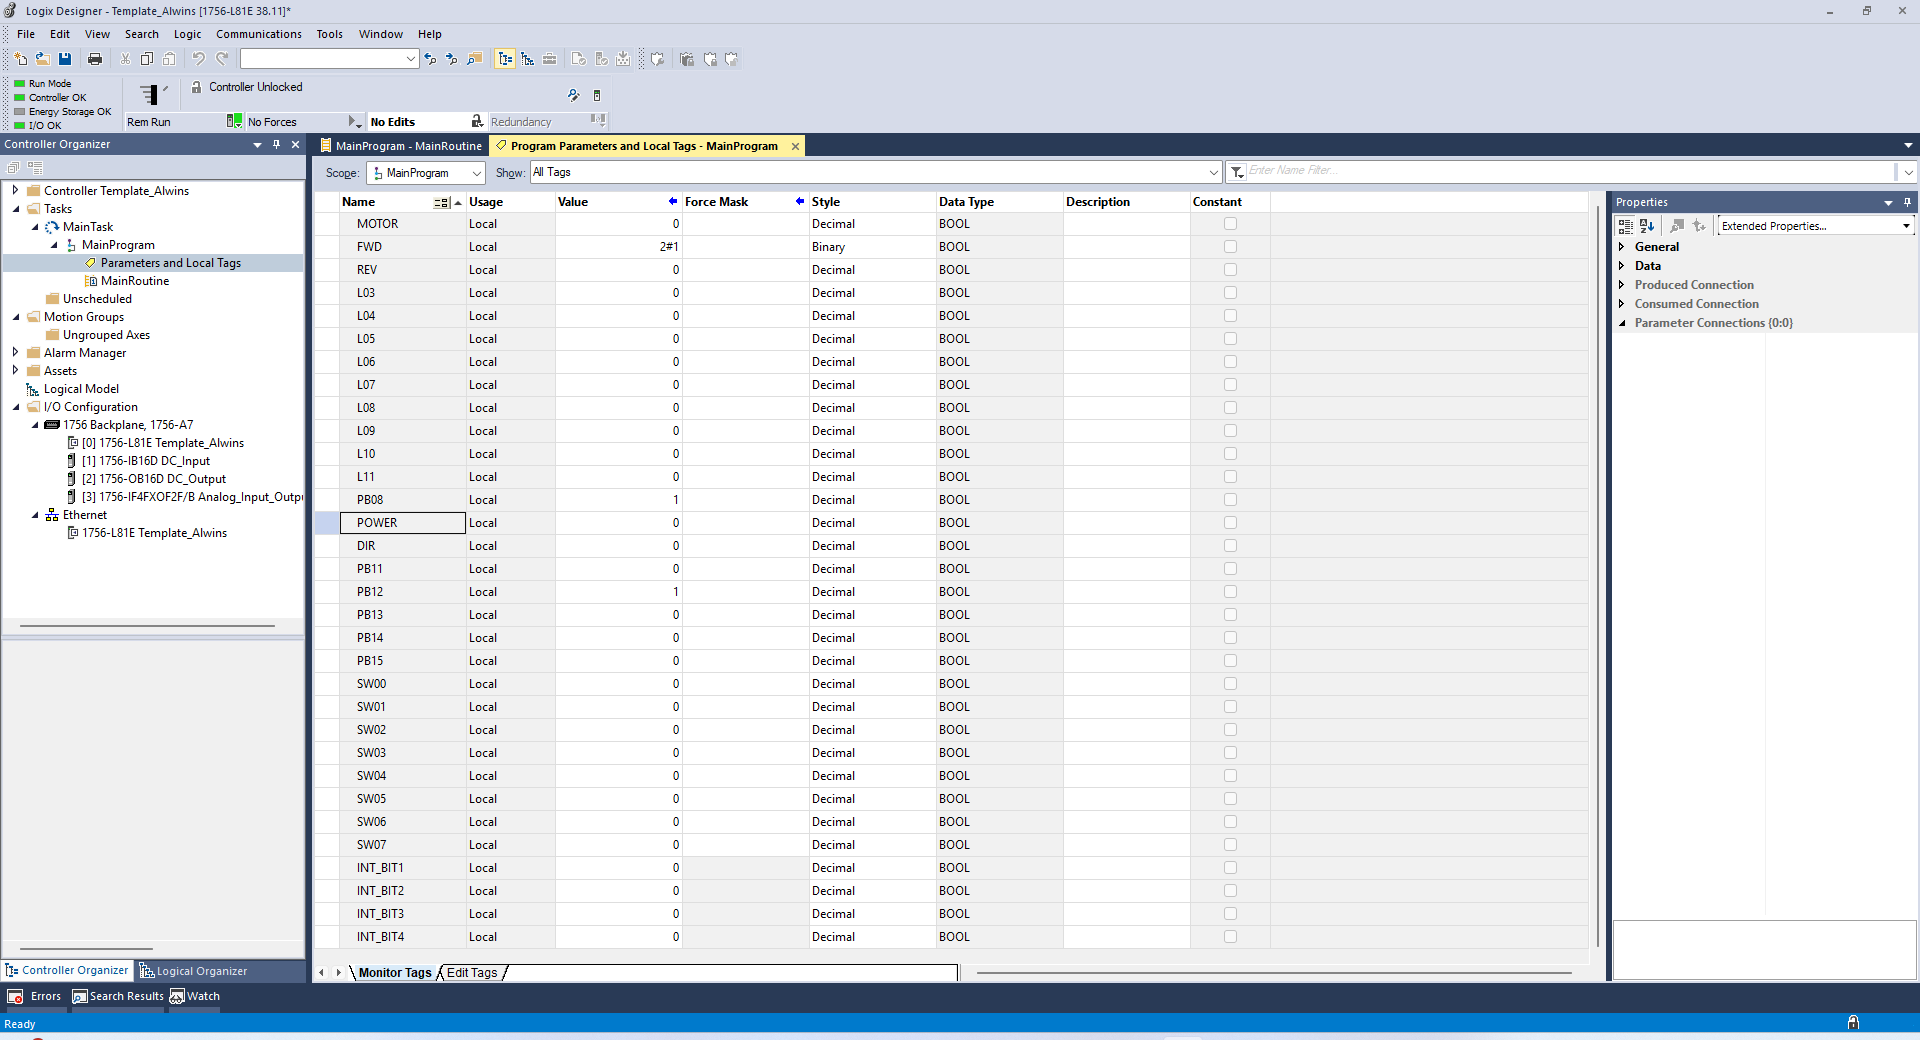 Logix Designer - Template_Alwins [1756-L81E 38.11]*
File Edit View Search Logic Communications Tools Window Help
Run Mode
Controller OK
Energy Storage OK
I/O OK
Controller Unlocked
Rem Run No Forces No Edits Redundancy
Controller Organizer
Controller Template_Alwins
Tasks
MainTask
MainProgram
Parameters and Local Tags
MainRoutine
Unscheduled
Motion Groups
Ungrouped Axes
Alarm Manager
Assets
Logical Model
I/O Configuration
1756 Backplane, 1756-A7
[0] 1756-L81E Template_Alwins
[1] 1756-IB16D DC_Input
[2] 1756-OB16D DC_Output
[3] 1756-IF4FXOF2F/B Analog_Input_Outpu
Ethernet
1756-L81E Template_Alwins
Controller Organizer Logical Organizer
MainProgram - MainRoutine Program Parameters and Local Tags - MainProgram
Scope: MainProgram Show: All Tags Enter Name Filter...
Name Usage Value Force Mask Style Data Type Description Constant
MOTOR Local 0 Decimal BOOL
FWD Local 2#1 Binary BOOL
REV Local 0 Decimal BOOL
L03 Local 0 Decimal BOOL
L04 Local 0 Decimal BOOL
L05 Local 0 Decimal BOOL
L06 Local 0 Decimal BOOL
L07 Local 0 Decimal BOOL
L08 Local 0 Decimal BOOL
L09 Local 0 Decimal BOOL
L10 Local 0 Decimal BOOL
L11 Local 0 Decimal BOOL
PB08 Local 1 Decimal BOOL
POWER Local 0 Decimal BOOL
DIR Local 0 Decimal BOOL
PB11 Local 0 Decimal BOOL
PB12 Local 1 Decimal BOOL
PB13 Local 0 Decimal BOOL
PB14 Local 0 Decimal BOOL
PB15 Local 0 Decimal BOOL
SW00 Local 0 Decimal BOOL
SW01 Local 0 Decimal BOOL
SW02 Local 0 Decimal BOOL
SW03 Local 0 Decimal BOOL
SW04 Local 0 Decimal BOOL
SW05 Local 0 Decimal BOOL
SW06 Local 0 Decimal BOOL
SW07 Local 0 Decimal BOOL
INT_BIT1 Local 0 Decimal BOOL
INT_BIT2 Local 0 Decimal BOOL
INT_BIT3 Local 0 Decimal BOOL
INT_BIT4 Local 0 Decimal BOOL
Monitor Tags Edit Tags
Properties
Extended Properties...
General
Data
Produced Connection
Consumed Connection
Parameter Connections {0:0}
Errors Search Results Watch
Ready